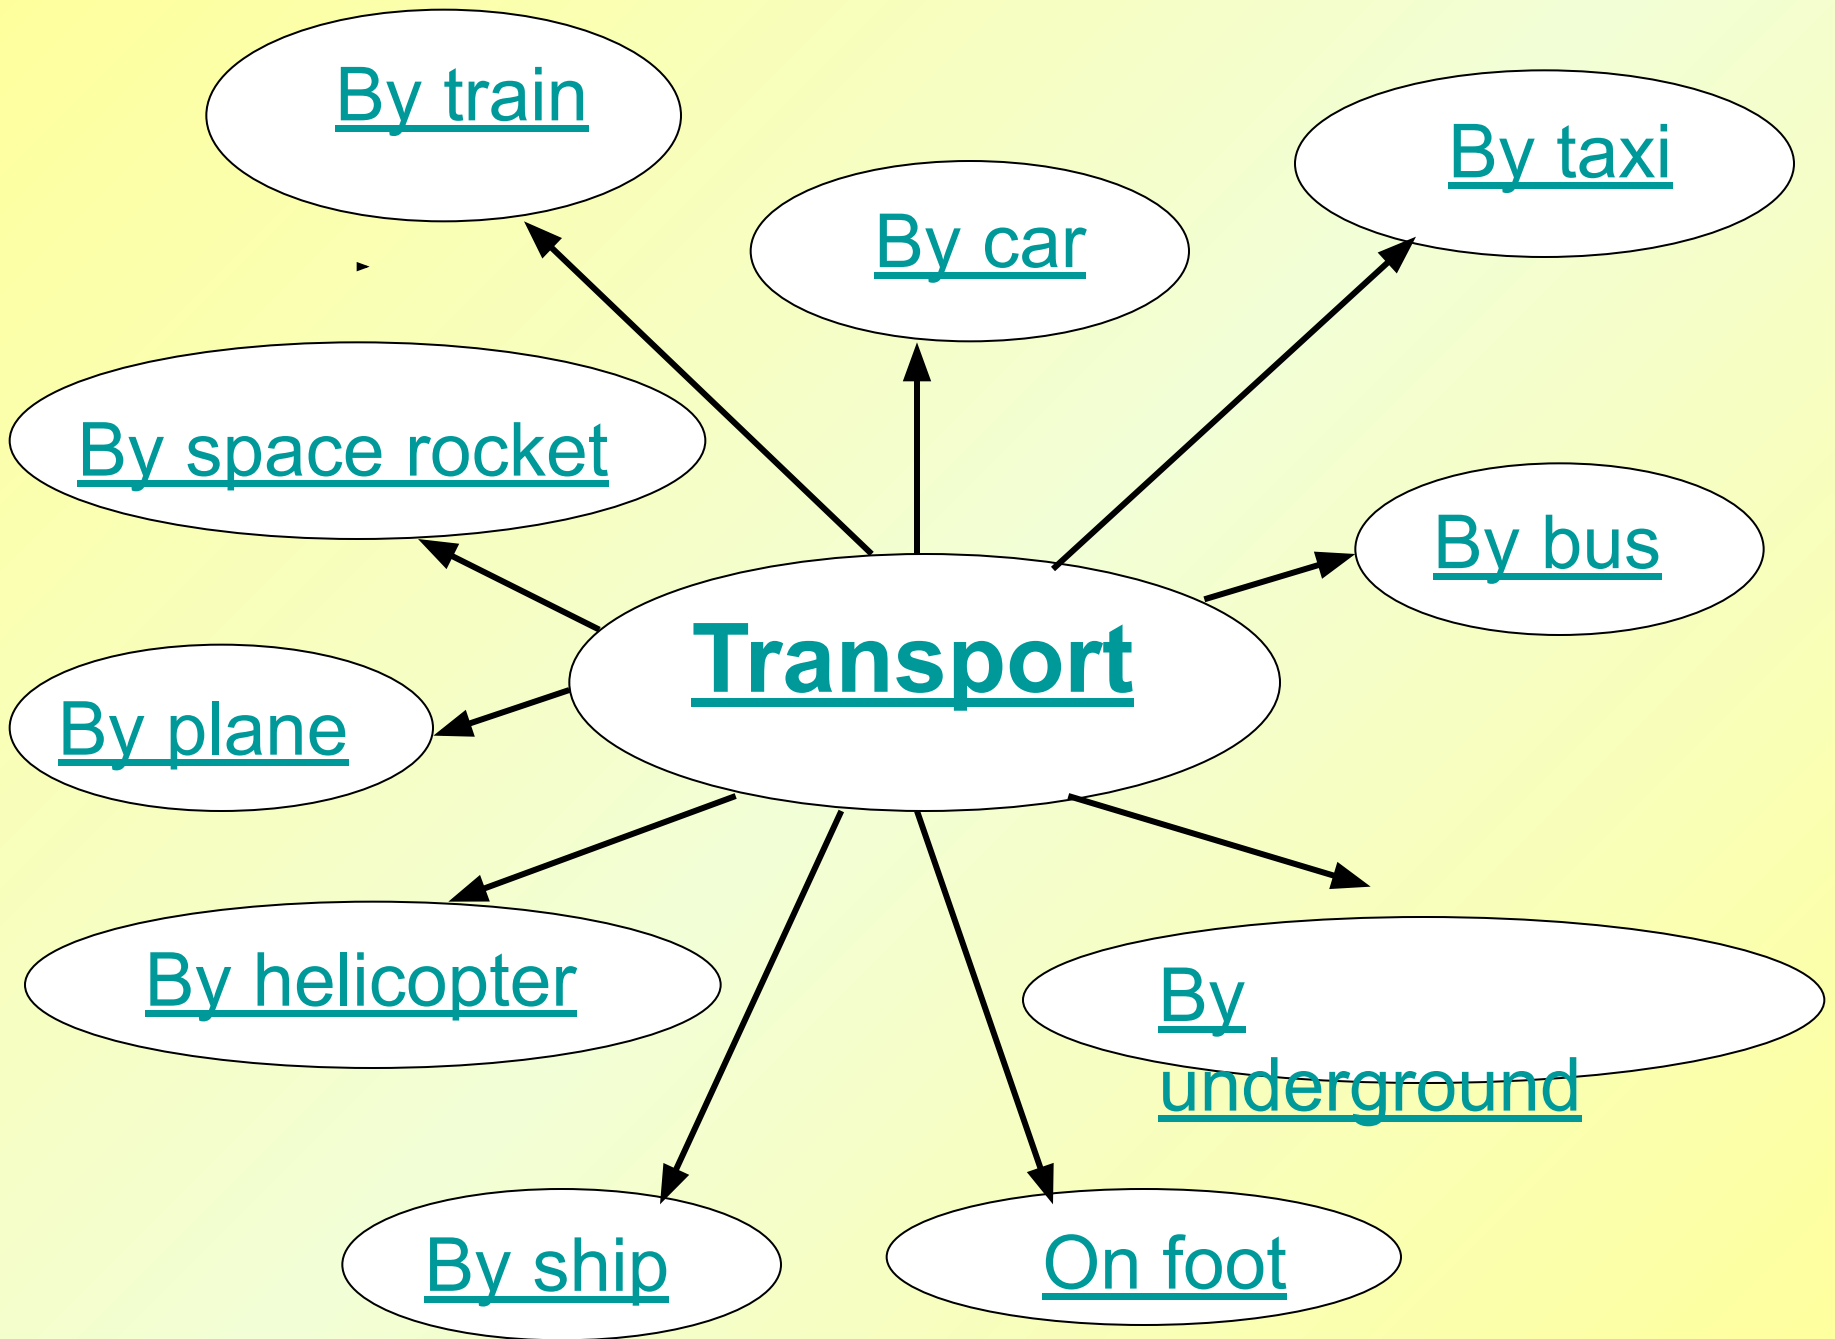 By train
By taxi
By car
By space rocket
By bus
Transport
By plane
By helicopter
By
underground
By ship
On foot